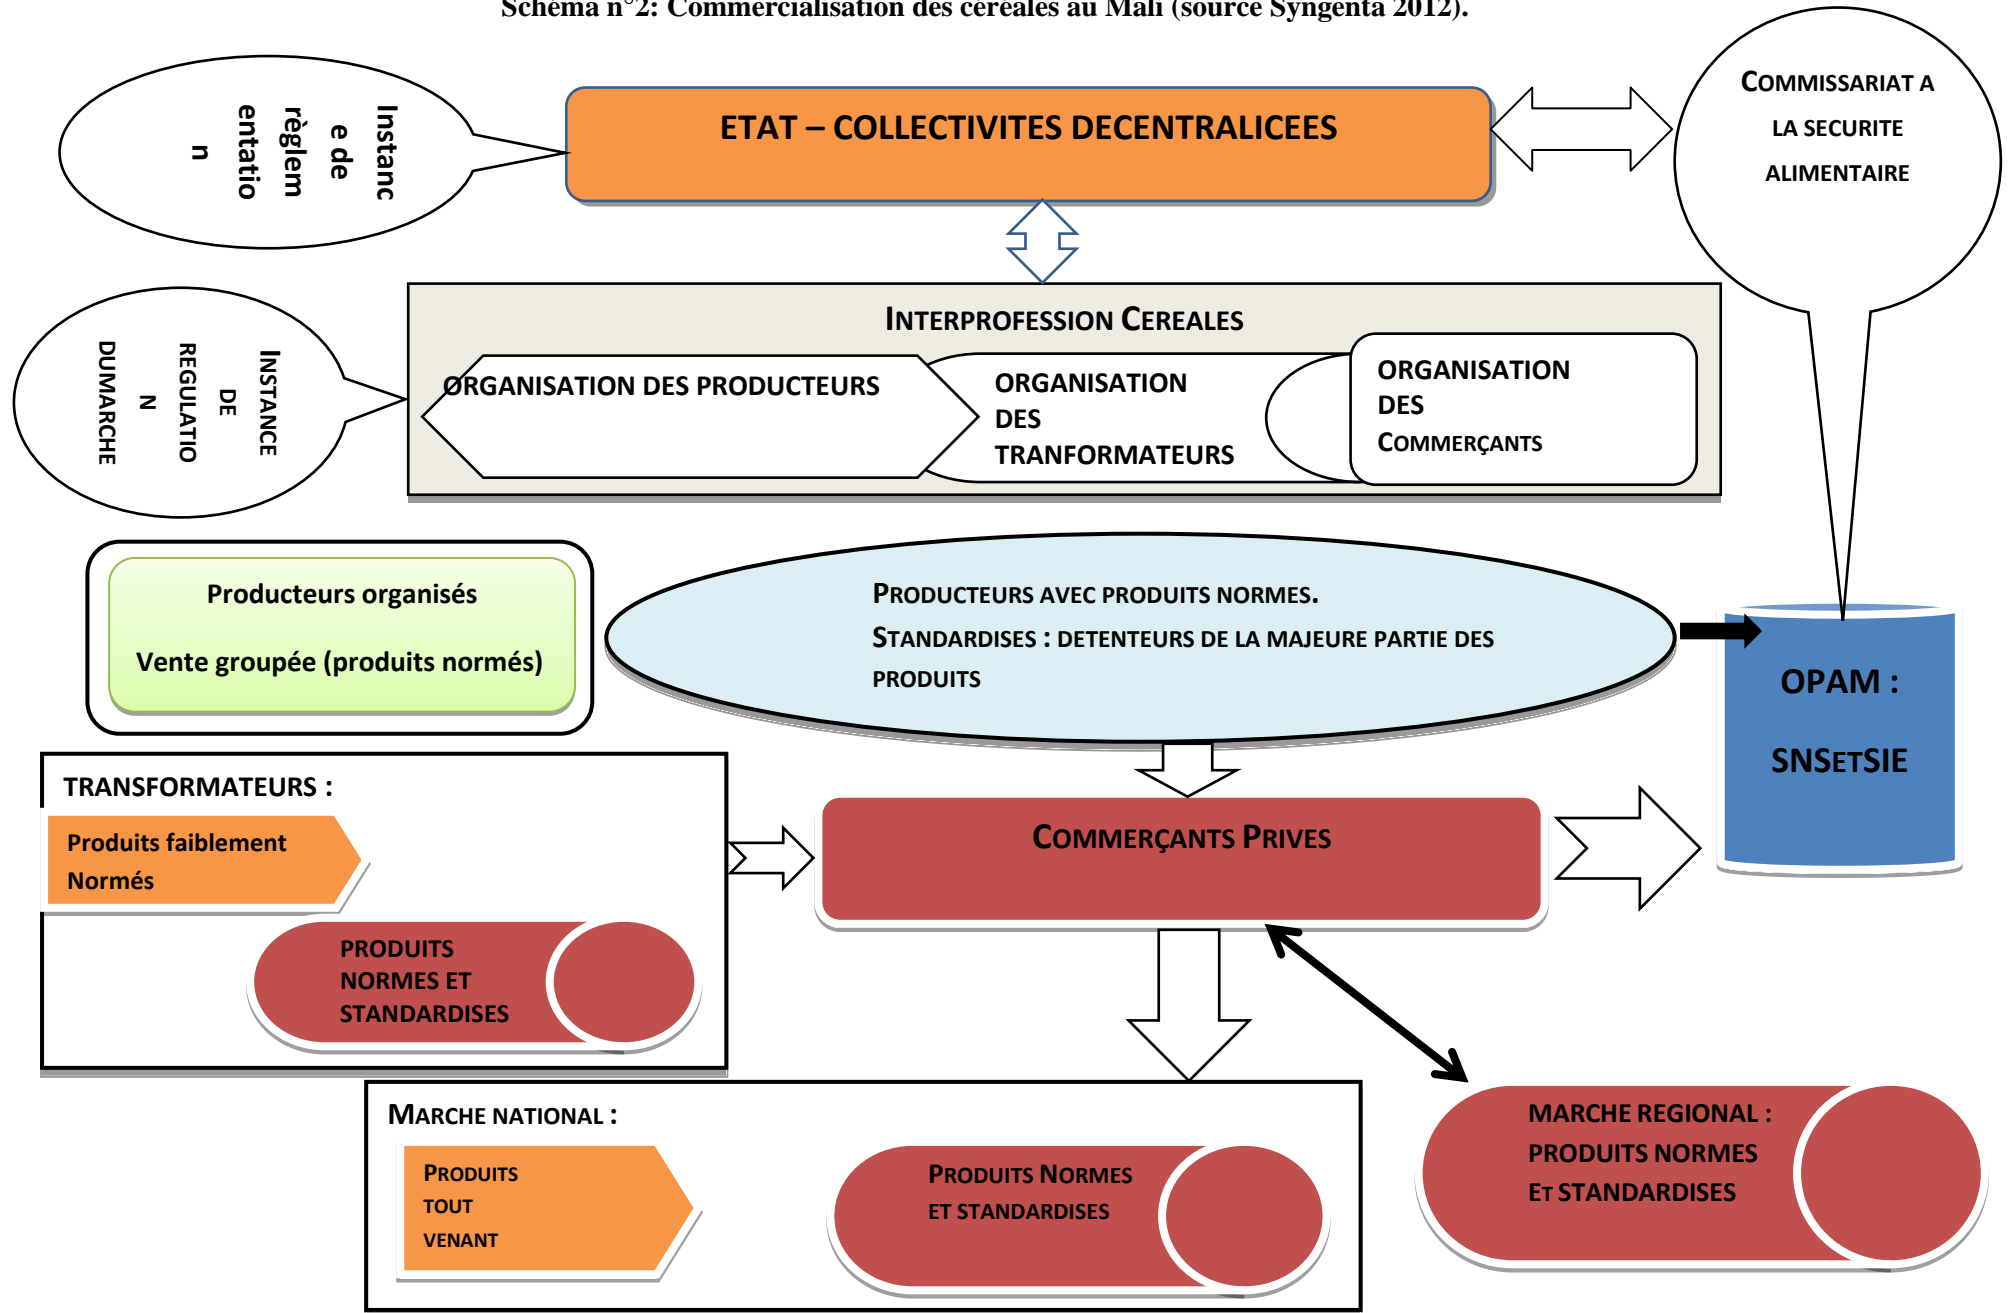 Schéma n°2: Commercialisation des céréales au Mali (source Syngenta 2012).
Instanc
e de
règlem
entatio
n
ETAT – COLLECTIVITES DECENTRALICEES
COMMISSARIAT A
LA SECURITE
ALIMENTAIRE
INSTANCE
DE
REGULATIO
N
DUMARCHE
INTERPROFESSION CEREALES
ORGANISATION DES PRODUCTEURS
ORGANISATION
DES
TRANFORMATEURS
ORGANISATION
DES
COMMERÇANTS
Producteurs organisés
Vente groupée (produits normés)
PRODUCTEURS AVEC PRODUITS NORMES.
STANDARDISES : DETENTEURS DE LA MAJEURE PARTIE DES
PRODUITS
OPAM :
SNSETSIE
TRANSFORMATEURS :
Produits faiblement
Normés
PRODUITS
NORMES ET
STANDARDISES
COMMERÇANTS PRIVES
MARCHE NATIONAL :
PRODUITS
TOUT
VENANT
PRODUITS NORMES
ET STANDARDISES
MARCHE REGIONAL :
PRODUITS NORMES
ET STANDARDISES